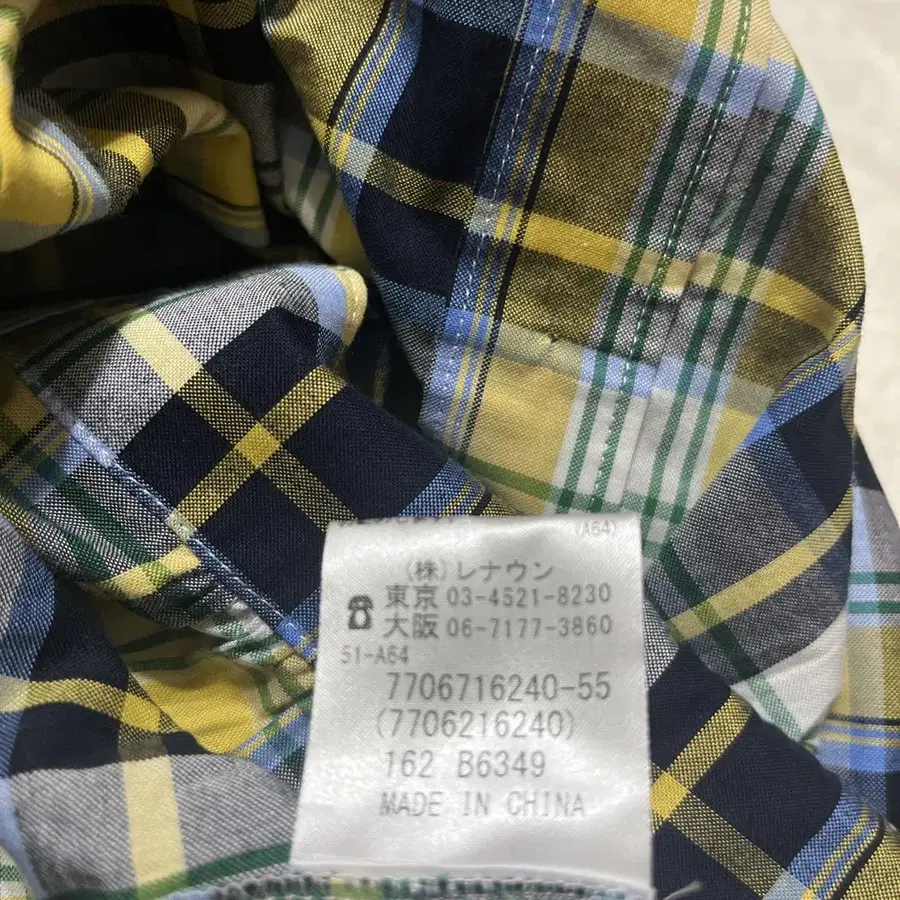 (A64)
(株)レナウン
☎ 東京 03-4521-8230
大阪 06-7177-3860
51-A64
7706716240-55
(7706216240)
162 B6349
MADE IN CHINA